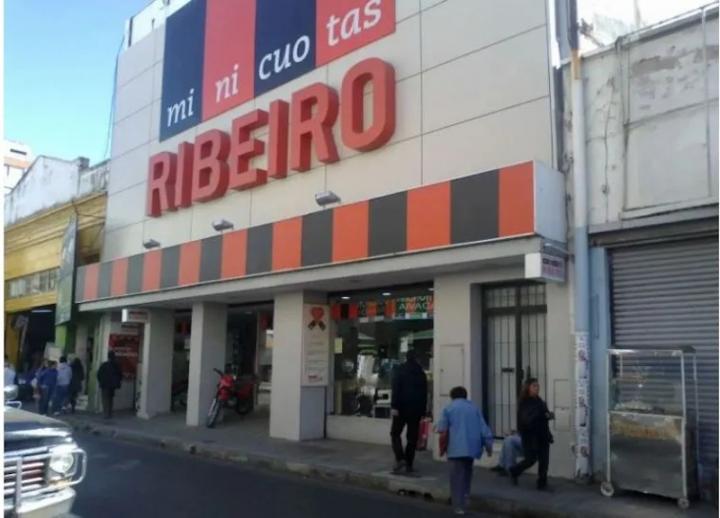 mi ni cuo tas
RIBEIRO